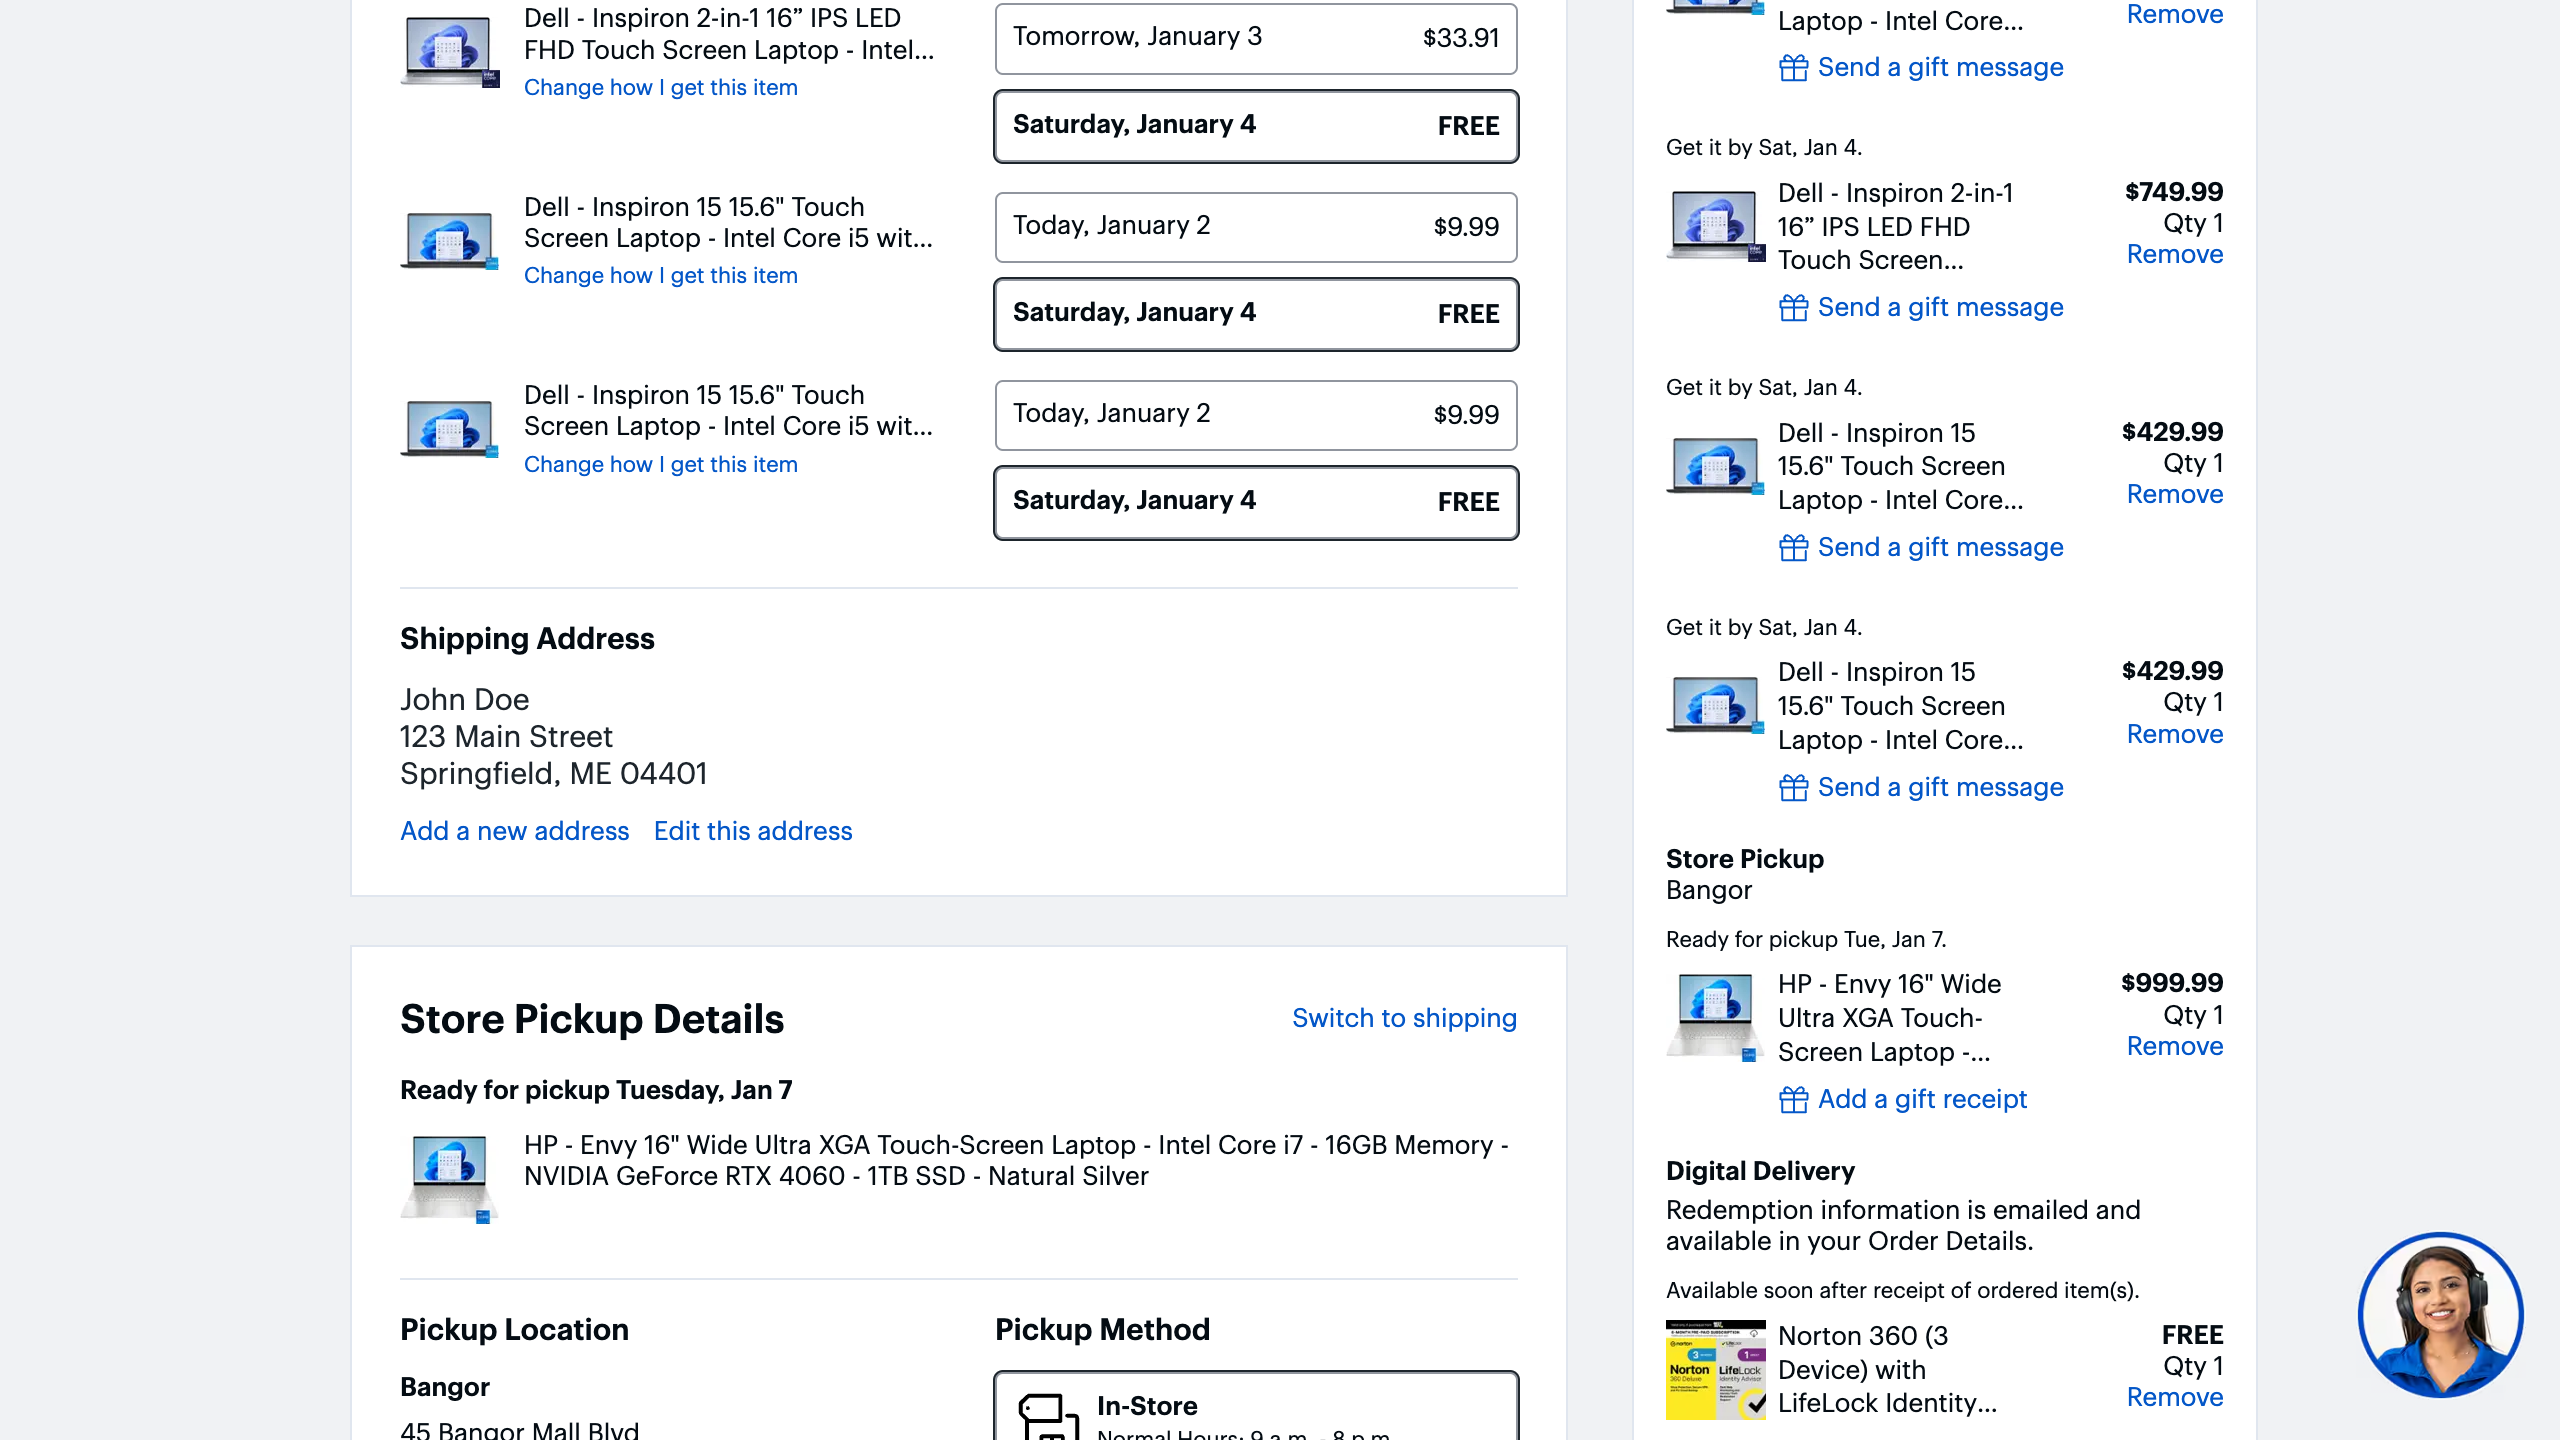 Dell - Inspiron 2-in-1 16” IPS LED
FHD Touch Screen Laptop - Intel...
Change how I get this item
Tomorrow, January 3 $33.91
Saturday, January 4 FREE
Dell - Inspiron 15 15.6" Touch
Screen Laptop - Intel Core i5 wit...
Change how I get this item
Today, January 2 $9.99
Saturday, January 4 FREE
Dell - Inspiron 15 15.6" Touch
Screen Laptop - Intel Core i5 wit...
Change how I get this item
Today, January 2 $9.99
Saturday, January 4 FREE
Shipping Address
John Doe
123 Main Street
Springfield, ME 04401
Add a new address Edit this address
Store Pickup Details Switch to shipping
Ready for pickup Tuesday, Jan 7
HP - Envy 16" Wide Ultra XGA Touch-Screen Laptop - Intel Core i7 - 16GB Memory -
NVIDIA GeForce RTX 4060 - 1TB SSD - Natural Silver
Pickup Location
Bangor
45 Bangor Mall Blvd
Pickup Method
In-Store
Normal Hours: 9 a.m. - 8 p.m.
Laptop - Intel Core... Remove
Send a gift message
Get it by Sat, Jan 4.
Dell - Inspiron 2-in-1 $749.99
16” IPS LED FHD Qty 1
Touch Screen... Remove
Send a gift message
Get it by Sat, Jan 4.
Dell - Inspiron 15 $429.99
15.6" Touch Screen Qty 1
Laptop - Intel Core... Remove
Send a gift message
Get it by Sat, Jan 4.
Dell - Inspiron 15 $429.99
15.6" Touch Screen Qty 1
Laptop - Intel Core... Remove
Send a gift message
Store Pickup
Bangor
Ready for pickup Tue, Jan 7.
HP - Envy 16" Wide $999.99
Ultra XGA Touch- Qty 1
Screen Laptop -... Remove
Add a gift receipt
Digital Delivery
Redemption information is emailed and
available in your Order Details.
Available soon after receipt of ordered item(s).
Norton 360 (3 FREE
Device) with Qty 1
LifeLock Identity... Remove
Norton
360 Deluxe
LifeLock
Identity Advisor